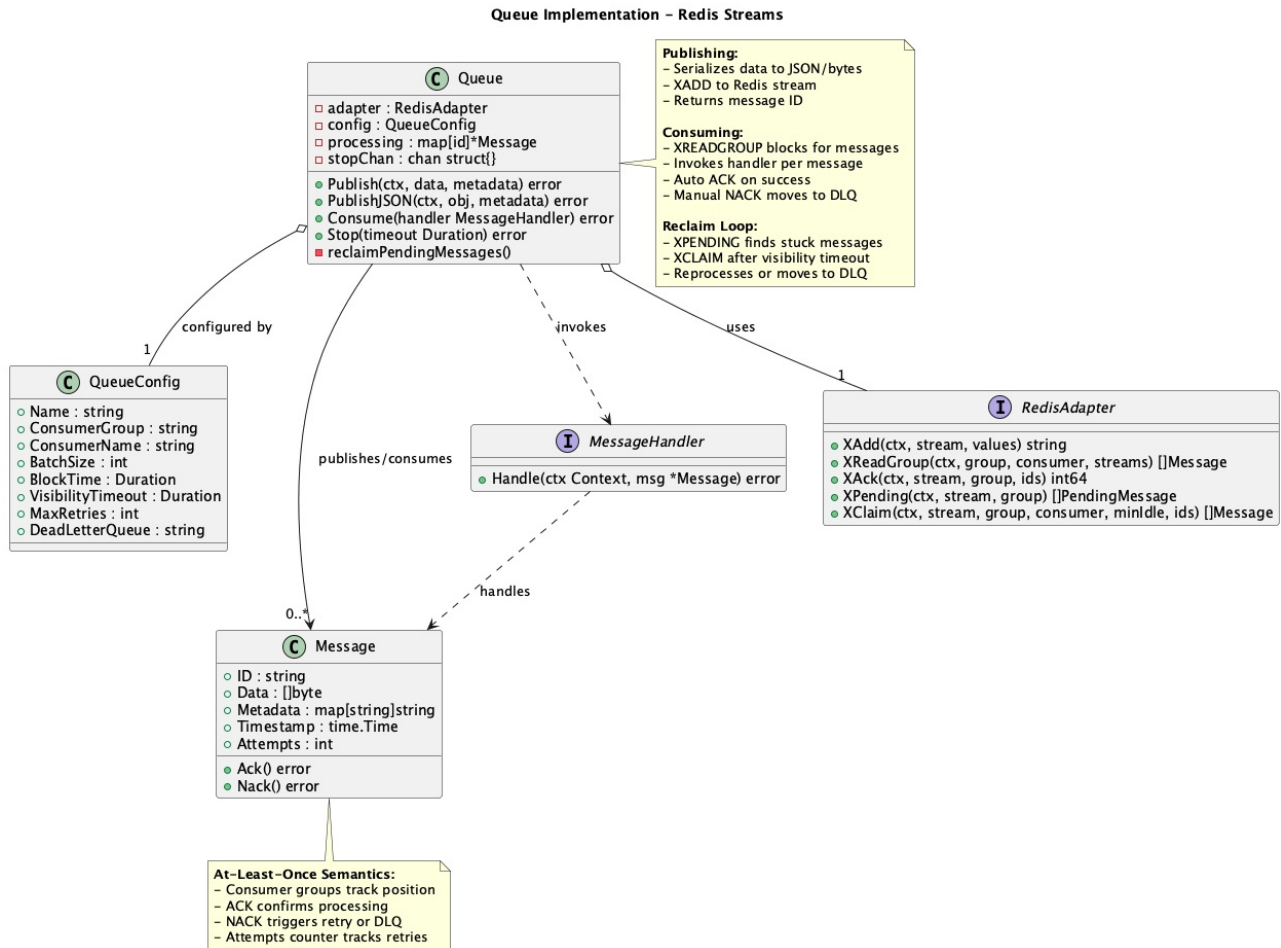 Queue Implementation – Redis Streams
C Queue
adapter : RedisAdapter
config : QueueConfig
processing : map[id]*Message
stopChan : chan struct{}
Publish(ctx, data, metadata) error
PublishJSON(ctx, obj, metadata) error
Consume(handler MessageHandler) error
Stop(timeout Duration) error
reclaimPendingMessages()
Publishing:
– Serializes data to JSON/bytes
– XADD to Redis stream
– Returns message ID
Consuming:
– XREADGROUP blocks for messages
– Invokes handler per message
– Auto ACK on success
– Manual NACK moves to DLQ
Reclaim Loop:
– XPENDING finds stuck messages
– XCLAIM after visibility timeout
– Reprocesses or moves to DLQ
configured by
1
invokes
uses
1
C QueueConfig
Name : string
ConsumerGroup : string
ConsumerName : string
BatchSize : int
BlockTime : Duration
VisibilityTimeout : Duration
MaxRetries : int
DeadLetterQueue : string
publishes/consumes
0..*
I MessageHandler
Handle(ctx Context, msg *Message) error
I RedisAdapter
XAdd(ctx, stream, values) string
XReadGroup(ctx, group, consumer, streams) []Message
XAck(ctx, stream, group, ids) int64
XPending(ctx, stream, group) []PendingMessage
XClaim(ctx, stream, group, consumer, minIdle, ids) []Message
handles
C Message
ID : string
Data : []byte
Metadata : map[string]string
Timestamp : time.Time
Attempts : int
Ack() error
Nack() error
At-Least-Once Semantics:
– Consumer groups track position
– ACK confirms processing
– NACK triggers retry or DLQ
– Attempts counter tracks retries